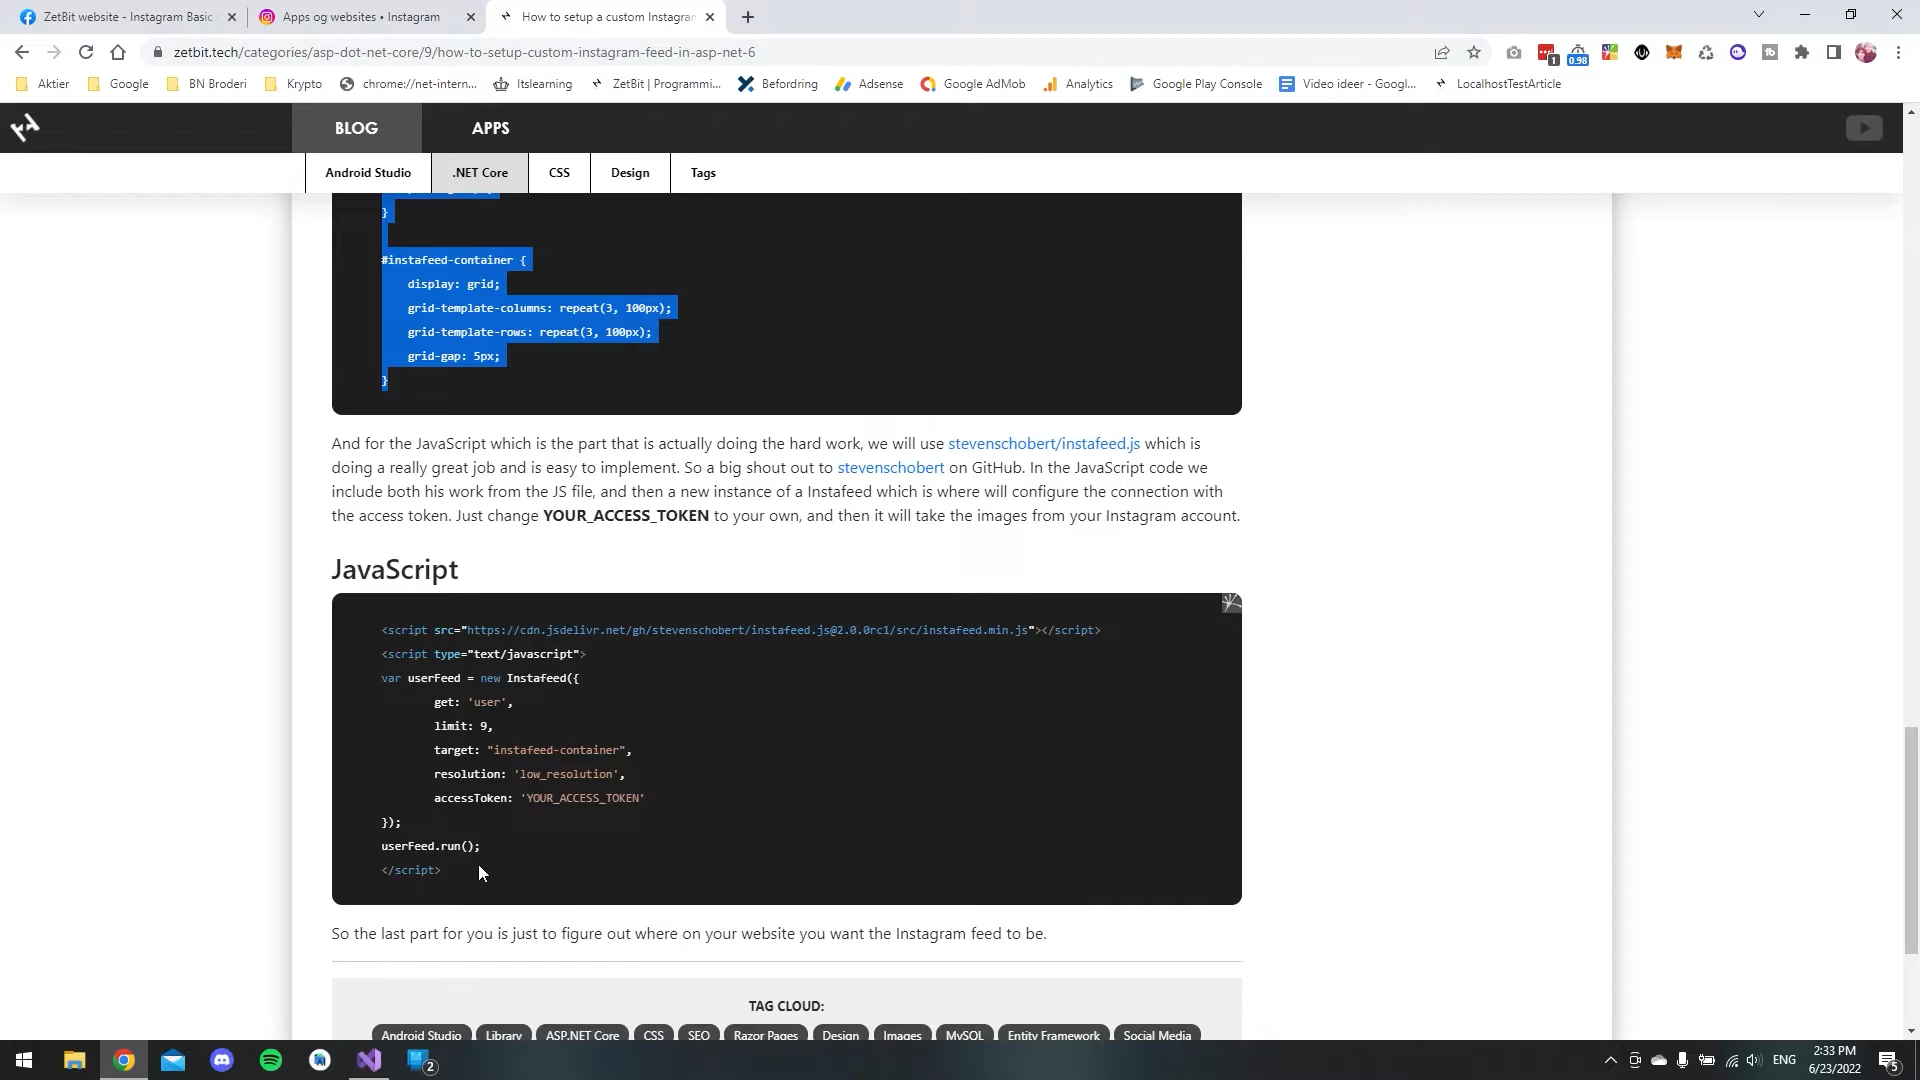 ZetBit website - Instagram Basic
Apps og websites • Instagram
How to setup a custom Instagram
zetbit.tech/categories/asp-dot-net-core/9/how-to-setup-custom-instagram-feed-in-asp-net-6
1
0.98
Aktier
Google
BN Broderi
Krypto
chrome://net-intern...
Itslearning
ZetBit | Programmi...
Befordring
Adsense
Google AdMob
Analytics
Google Play Console
Video ideer - Googl...
LocalhostTestArticle
BLOG
APPS
Android Studio
.NET Core
CSS
Design
Tags
}
#instafeed-container {
display: grid;
grid-template-columns: repeat(3, 100px);
grid-template-rows: repeat(3, 100px);
grid-gap: 5px;
}
And for the JavaScript which is the part that is actually doing the hard work, we will use stevenschobert/instafeed.js which is
doing a really great job and is easy to implement. So a big shout out to stevenschobert on GitHub. In the JavaScript code we
include both his work from the JS file, and then a new instance of a Instafeed which is where will configure the connection with
the access token. Just change YOUR_ACCESS_TOKEN to your own, and then it will take the images from your Instagram account.
JavaScript
<script src="https://cdn.jsdelivr.net/gh/stevenschobert/instafeed.js@2.0.0rc1/src/instafeed.min.js"></script>
<script type="text/javascript">
var userFeed = new Instafeed({
get: 'user',
limit: 9,
target: "instafeed-container",
resolution: 'low_resolution',
accessToken: 'YOUR_ACCESS_TOKEN'
});
userFeed.run();
</script>
So the last part for you is just to figure out where on your website you want the Instagram feed to be.
TAG CLOUD:
Android Studio
Library
ASP.NET Core
CSS
SEO
Razor Pages
Design
Images
MySQL
Entity Framework
Social Media
2
ENG
2:33 PM
6/23/2022
5